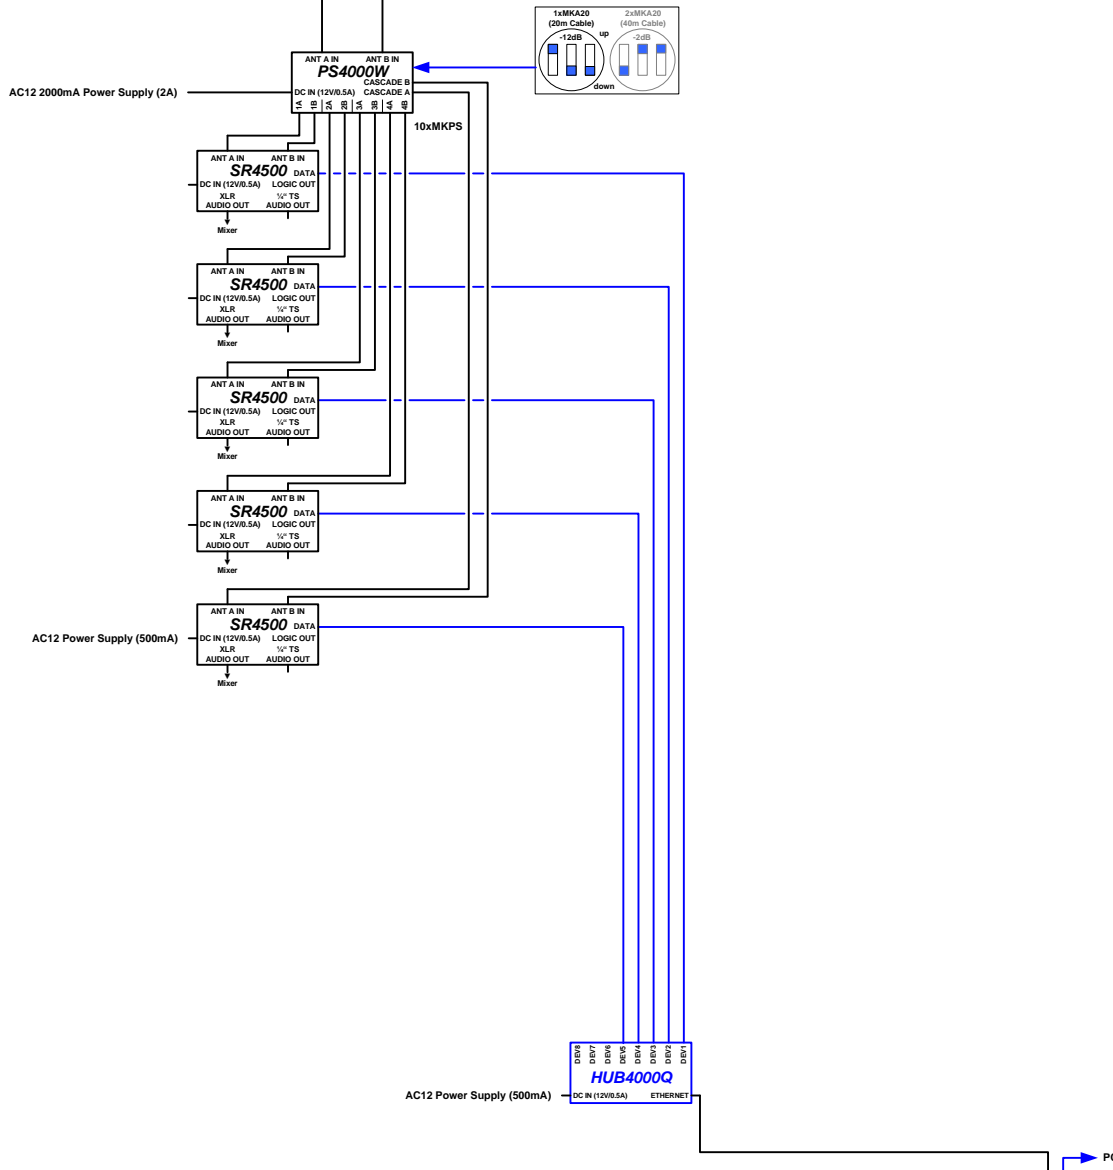 1xMKA20
(20m Cable)
-12dB
up
2xMKA20
(40m Cable)
-2dB
down
ANT A IN
ANT B IN
PS4000W
CASCADE B
DC IN (12V/0.5A)
CASCADE A
1A
1B
2A
2B
3A
3B
4A
4B
AC12 2000mA Power Supply (2A)
10xMKPS
ANT A IN
ANT B IN
SR4500
DATA
DC IN (12V/0.5A)
LOGIC OUT
XLR
¼" TS
AUDIO OUT
AUDIO OUT
Mixer
ANT A IN
ANT B IN
SR4500
DATA
DC IN (12V/0.5A)
LOGIC OUT
XLR
¼" TS
AUDIO OUT
AUDIO OUT
Mixer
ANT A IN
ANT B IN
SR4500
DATA
DC IN (12V/0.5A)
LOGIC OUT
XLR
¼" TS
AUDIO OUT
AUDIO OUT
Mixer
ANT A IN
ANT B IN
SR4500
DATA
DC IN (12V/0.5A)
LOGIC OUT
XLR
¼" TS
AUDIO OUT
AUDIO OUT
Mixer
ANT A IN
ANT B IN
SR4500
DATA
AC12 Power Supply (500mA)
DC IN (12V/0.5A)
LOGIC OUT
XLR
¼" TS
AUDIO OUT
AUDIO OUT
Mixer
DEV8
DEV7
DEV6
DEV5
DEV4
DEV3
DEV2
DEV1
HUB4000Q
AC12 Power Supply (500mA)
DC IN (12V/0.5A)
ETHERNET